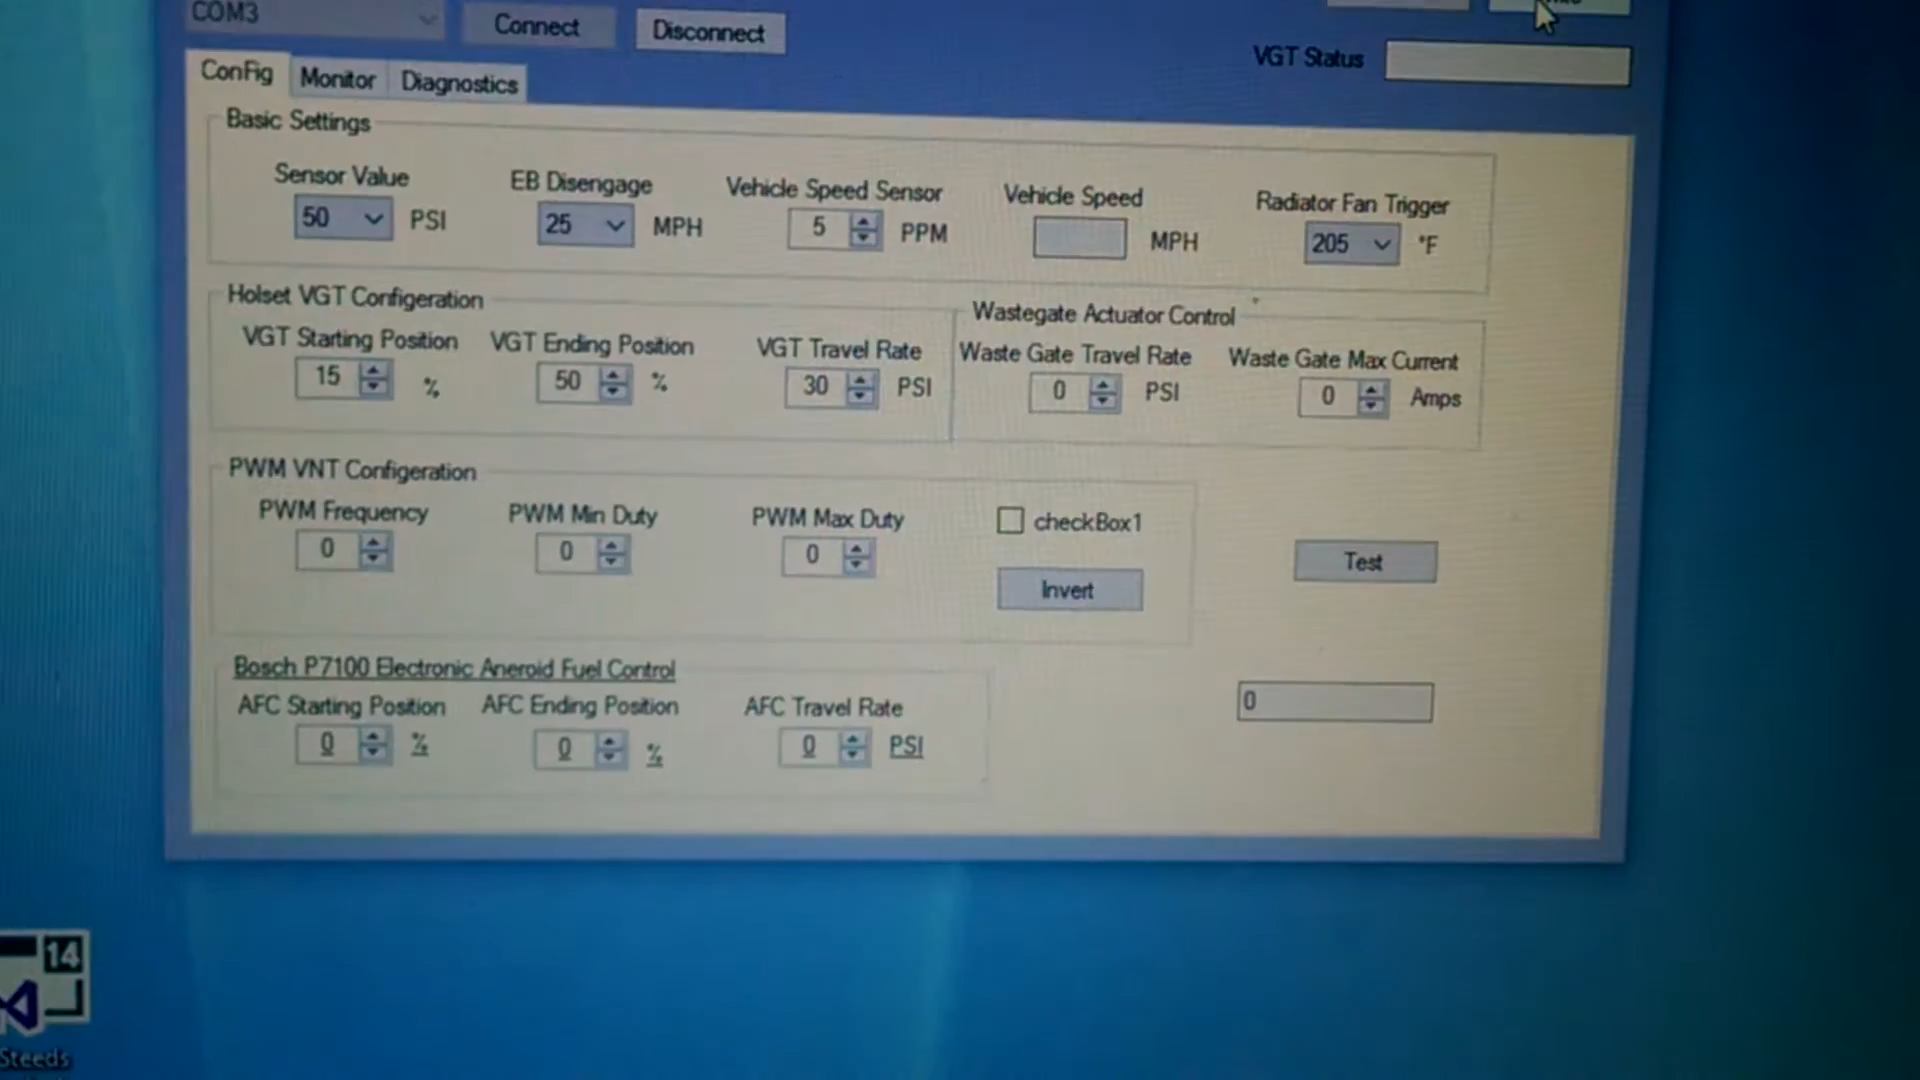 COM3
Connect
Disconnect
VGT Status
ConFig
Monitor
Diagnostics
Basic Settings
Sensor Value
50
PSI
EB Disengage
25
MPH
Vehicle Speed Sensor
5
PPM
Vehicle Speed
MPH
Radiator Fan Trigger
205
°F
Holset VGT Configeration
VGT Starting Position
15
%
VGT Ending Position
50
%
VGT Travel Rate
30
PSI
Wastegate Actuator Control
Waste Gate Travel Rate
0
PSI
Waste Gate Max Current
0
Amps
PWM VNT Configeration
PWM Frequency
0
PWM Min Duty
0
PWM Max Duty
0
checkBox1
Invert
Test
Bosch P7100 Electronic Aneroid Fuel Control
AFC Starting Position
0
%
AFC Ending Position
0
%
AFC Travel Rate
0
PSI
0
14
Steeds